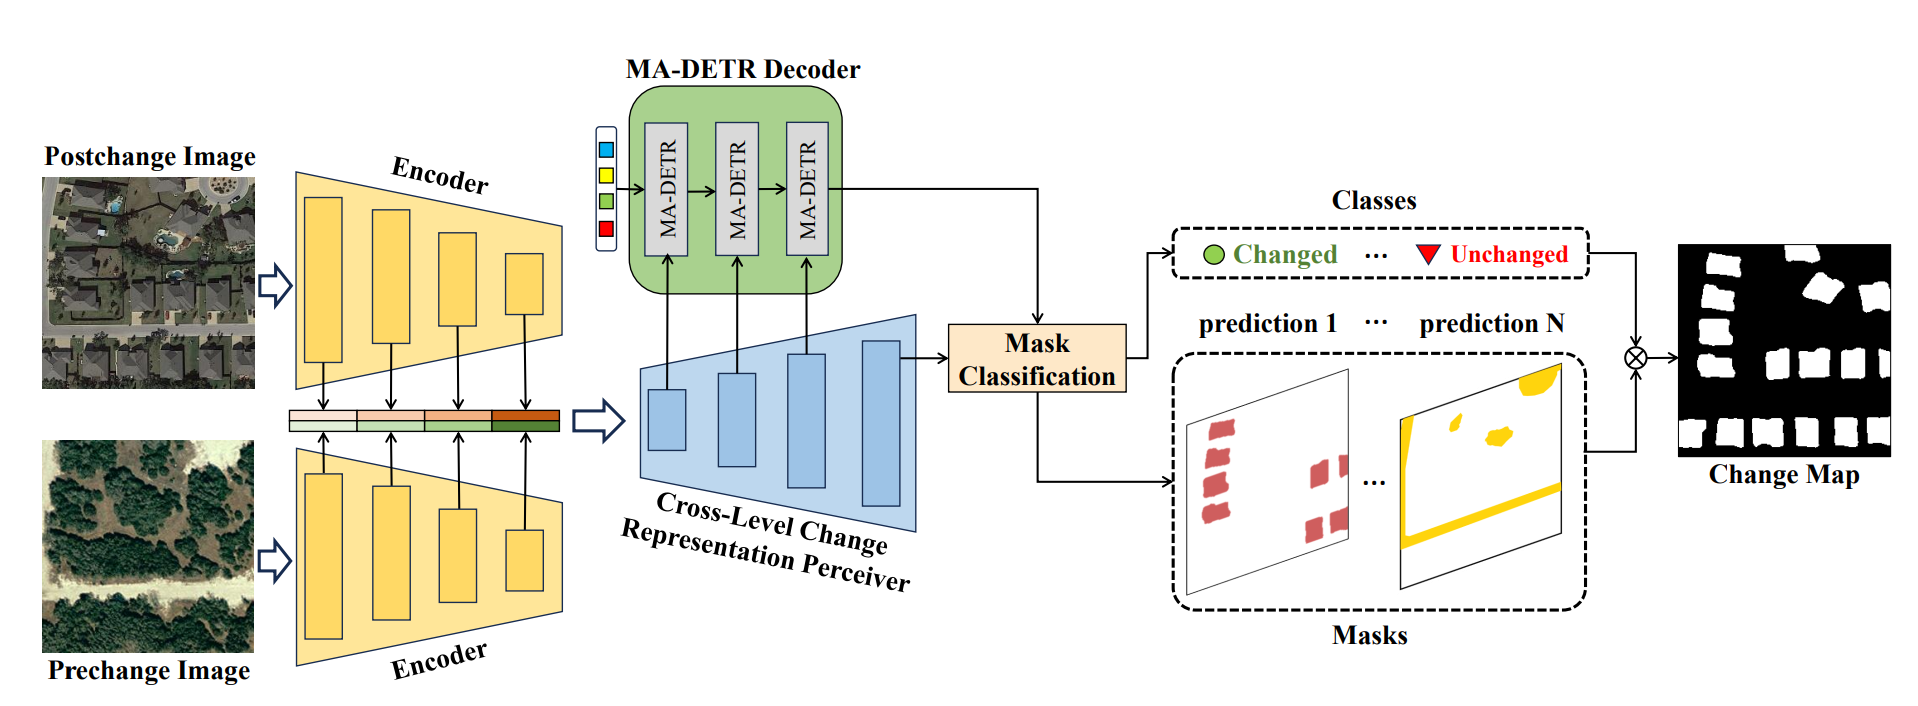 MA-DETR Decoder
Postchange Image
Encoder
MA-DETR
MA-DETR
MA-DETR
Classes
Changed ... Unchanged
prediction 1 ... prediction N
Mask
Classification
...
Cross-Level Change
Representation Perceiver
Change Map
Encoder
Prechange Image
Masks